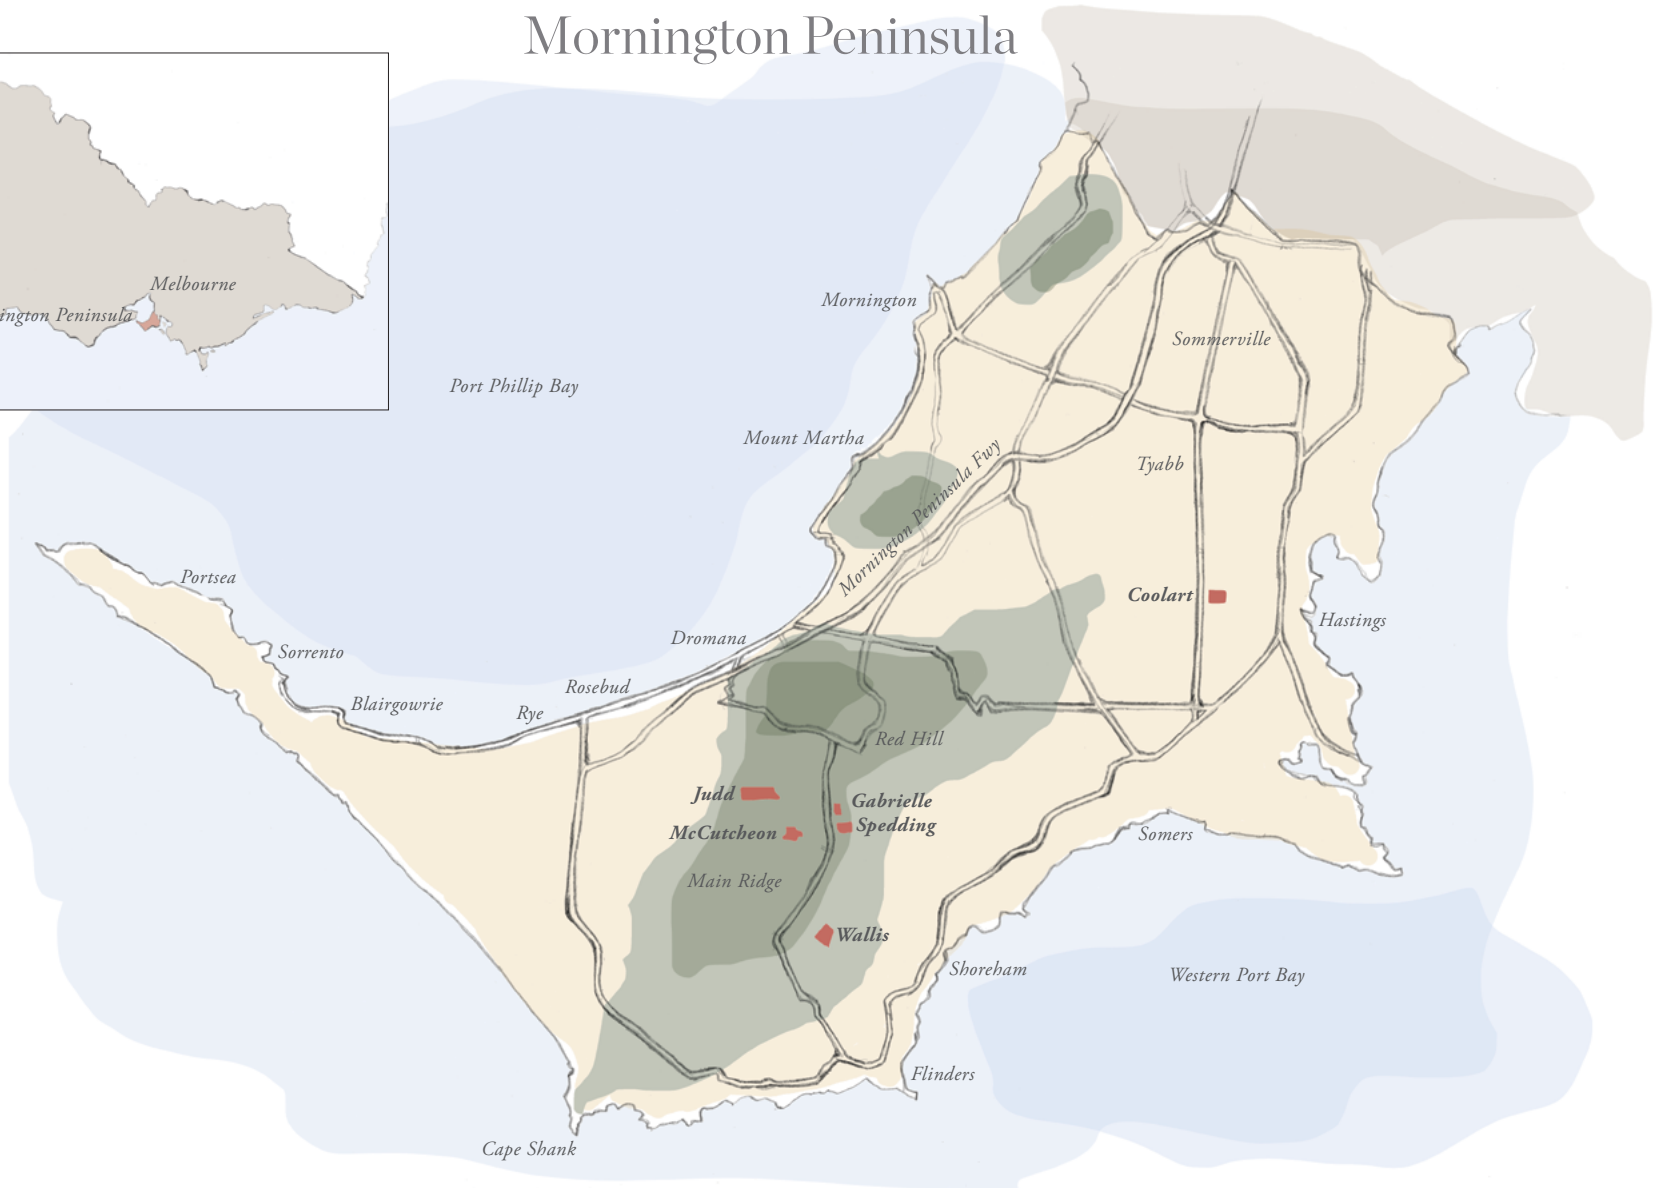 Mornington Peninsula
Melbourne
ington Peninsula
Mornington
Sommerville
Port Phillip Bay
Mount Martha
Mornington Peninsula Fwy
Tyabb
Portsea
Coolart
Hastings
Dromana
Sorrento
Rosebud
Blairgowrie
Rye
Red Hill
Judd
Gabrielle
McCutcheon
Spedding
Somers
Main Ridge
Wallis
Shoreham
Western Port Bay
Flinders
Cape Shank